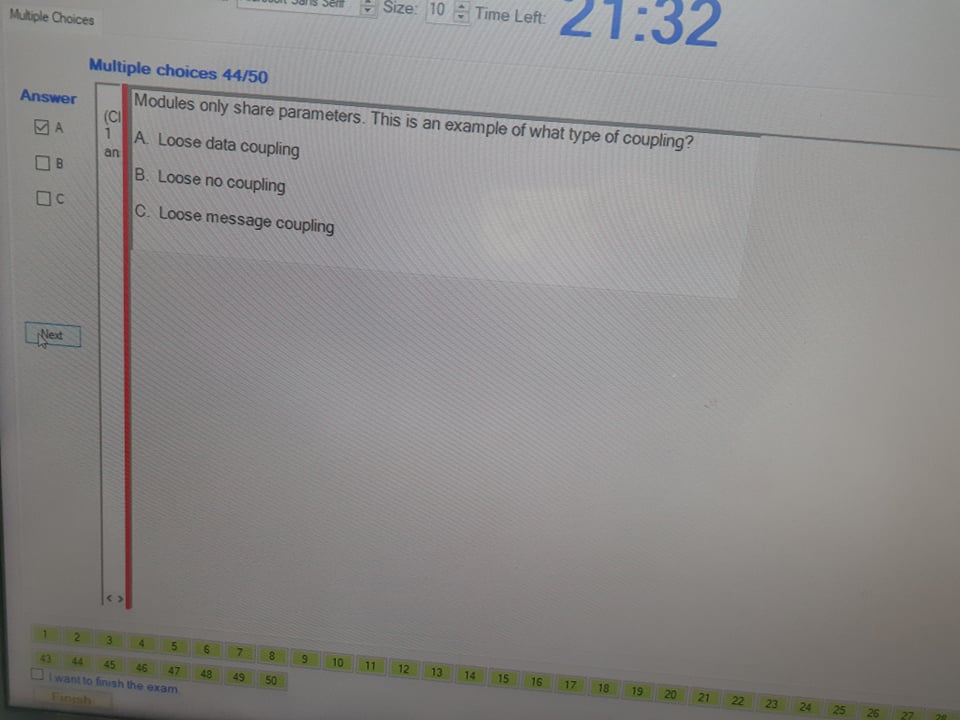 Sans Serif Size: 10 Time Left: 21:32
Multiple Choices
Multiple choices 44/50
Answer
A
B
C
(Cl
1
an
Modules only share parameters. This is an example of what type of coupling?
A. Loose data coupling
B. Loose no coupling
C. Loose message coupling
Next
< >
1 2 3 4 5 6 7 8 9 10 11 12 13 14 15 16 17 18 19 20 21 22 23 24 25 26 27 28
43 44 45 46 47 48 49 50
I want to finish the exam.
Finish